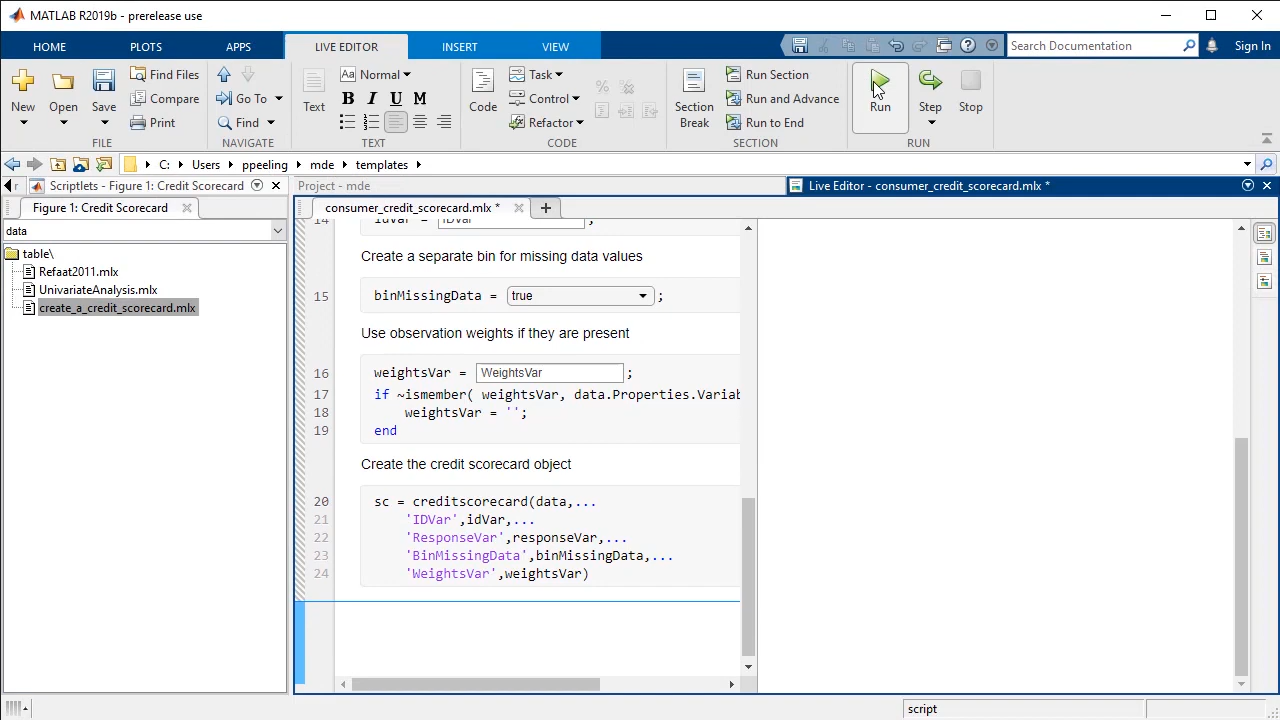 MATLAB R2019b - prerelease use
HOME PLOTS APPS LIVE EDITOR INSERT VIEW Search Documentation Sign In
New Open Save Find Files Compare Print
FILE
Go To Find
NAVIGATE
Text Aa Normal B I U M
TEXT
Code Task Control Refactor
CODE
Section Break Run Section Run and Advance Run to End
SECTION
Run Step Stop
RUN
C: Users ppeeling mde templates
r Scriptlets - Figure 1: Credit Scorecard
Project - mde
Live Editor - consumer_credit_scorecard.mlx *
Figure 1: Credit Scorecard
data
table\
Refaat2011.mlx
UnivariateAnalysis.mlx
create_a_credit_scorecard.mlx
consumer_credit_scorecard.mlx *
14 idVar = IDVar ;
Create a separate bin for missing data values
15 binMissingData = true ;
Use observation weights if they are present
16 weightsVar = WeightsVar ;
17 if ~ismember( weightsVar, data.Properties.Variab
18 weightsVar = '';
19 end
Create the credit scorecard object
20 sc = creditscorecard(data,...
21 'IDVar',idVar,...
22 'ResponseVar',responseVar,...
23 'BinMissingData',binMissingData,...
24 'WeightsVar',weightsVar)
script